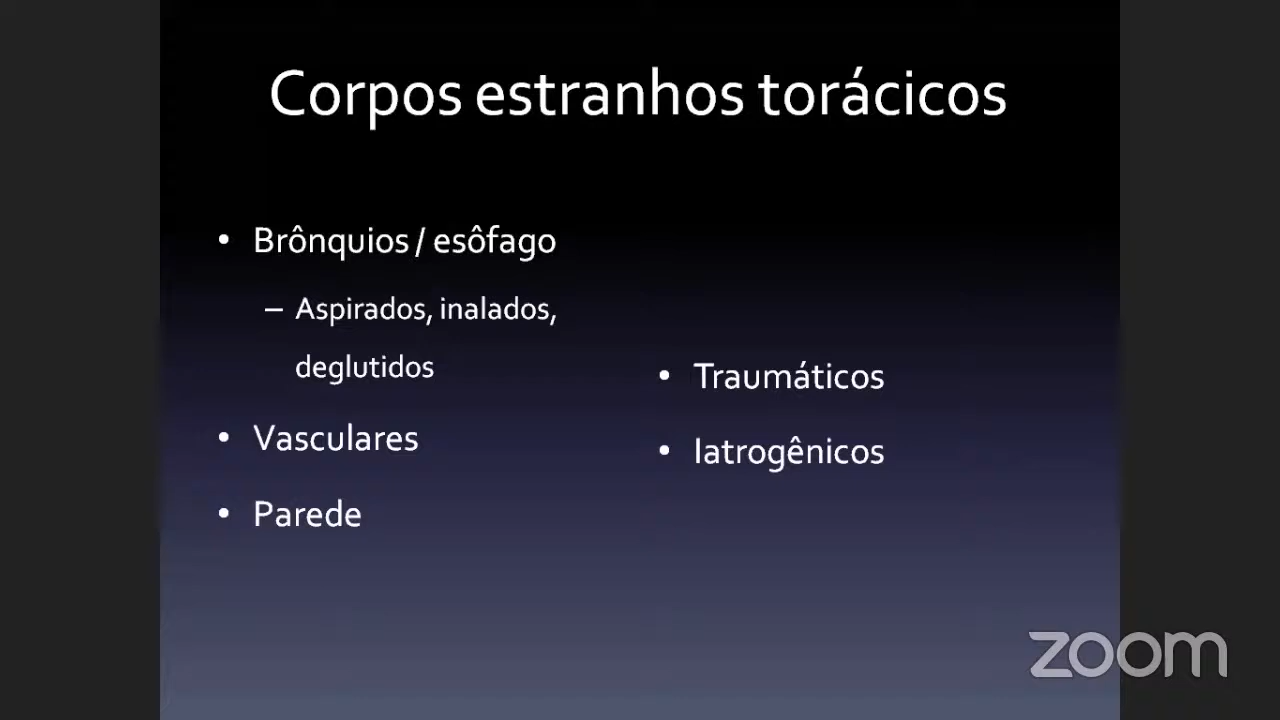 Corpos estranhos torácicos
• Brônquios / esôfago
– Aspirados, inalados,
deglutidos
• Vasculares
• Parede
• Traumáticos
• Iatrogênicos
zoom